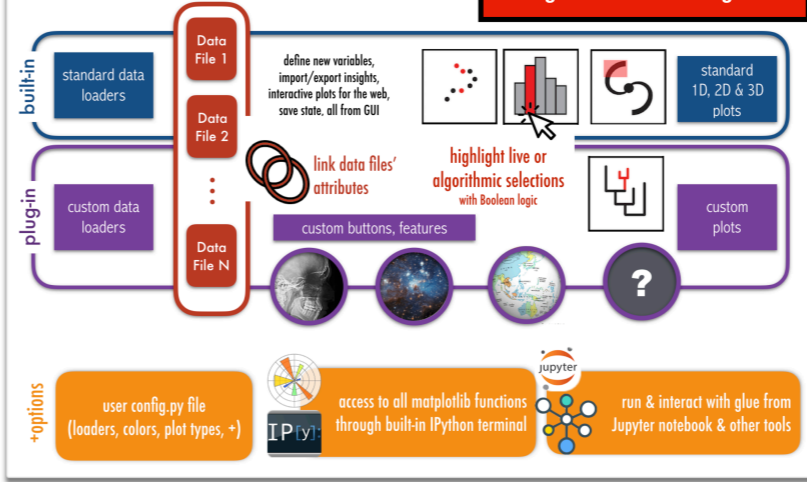 built-in
standard data
loaders
Data
File 1
define new variables,
import/export insights,
interactive plots for the web,
save state, all from GUI
standard
1D, 2D & 3D
plots
Data
File 2
link data files'
attributes
highlight live or
algorithmic selections
with Boolean logic
plug-in
custom data
loaders
Data
File N
custom buttons, features
custom
plots
?
+options
user config.py file
(loaders, colors, plot types, +)
IP[y]:
access to all matplotlib functions
through built-in IPython terminal
jupyter
run & interact with glue from
Jupyter notebook & other tools